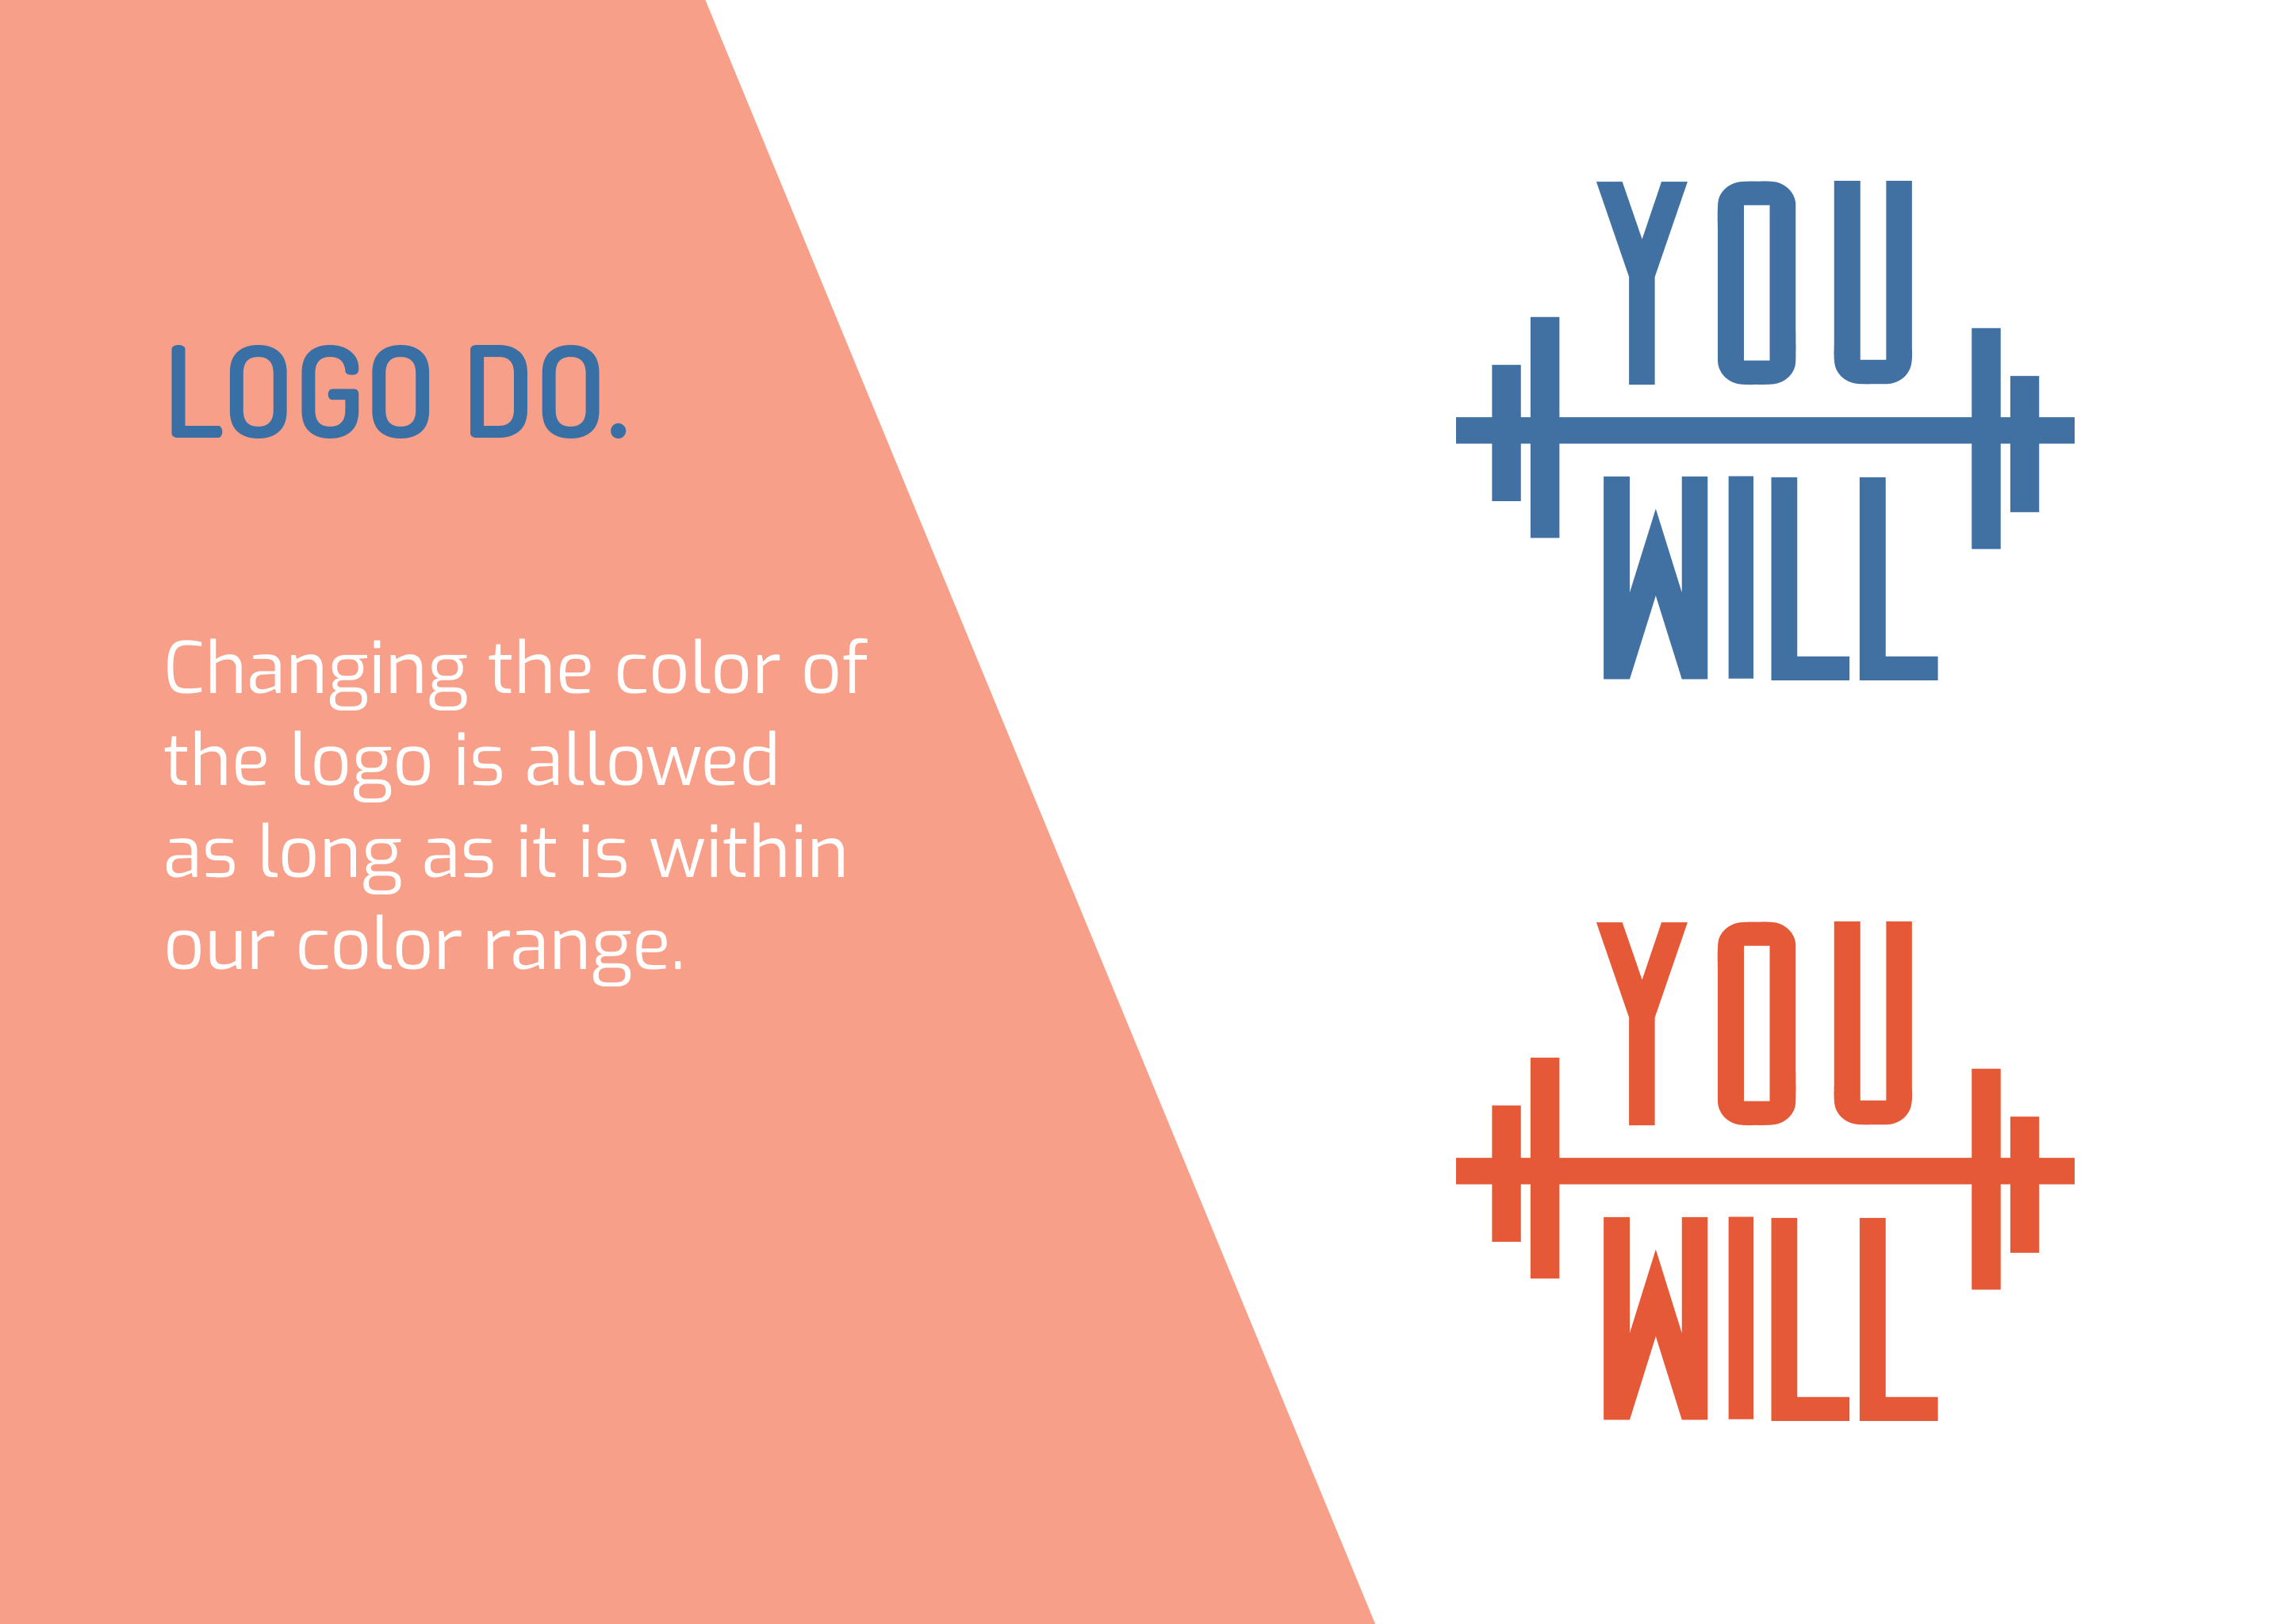 LOGO DO.
Changing the color of
the logo is allowed
as long as it is within
our color range.
YOU
WILL
YOU
WILL